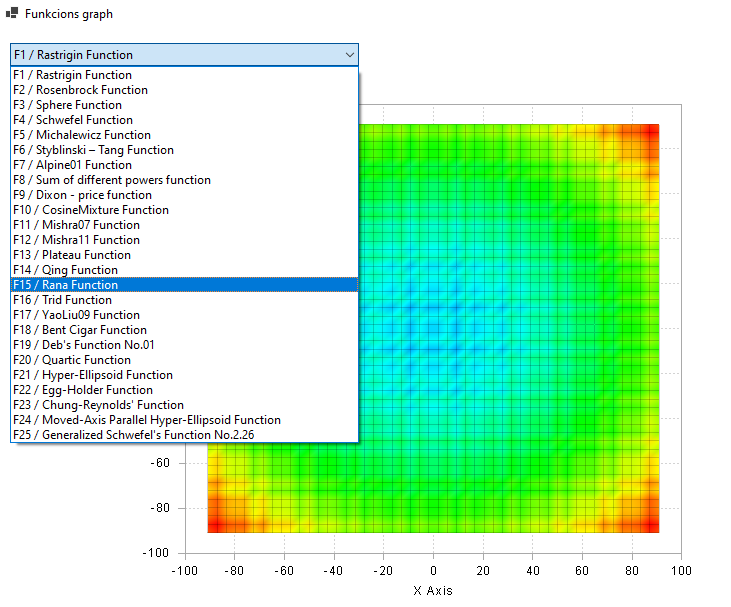 Funkcions graph
F1 / Rastrigin Function
F1 / Rastrigin Function
F2 / Rosenbrock Function
F3 / Sphere Function
F4 / Schwefel Function
F5 / Michalewicz Function
F6 / Styblinski – Tang Function
F7 / Alpine01 Function
F8 / Sum of different powers function
F9 / Dixon - price function
F10 / CosineMixture Function
F11 / Mishra07 Function
F12 / Mishra11 Function
F13 / Plateau Function
F14 / Qing Function
F15 / Rana Function
F16 / Trid Function
F17 / YaoLiu09 Function
F18 / Bent Cigar Function
F19 / Deb's Function No.01
F20 / Quartic Function
F21 / Hyper-Ellipsoid Function
F22 / Egg-Holder Function
F23 / Chung-Reynolds' Function
F24 / Moved-Axis Parallel Hyper-Ellipsoid Function
F25 / Generalized Schwefel's Function No.2.26
-60
-80
-100
-100 -80 -60 -40 -20 0 20 40 60 80 100
X Axis